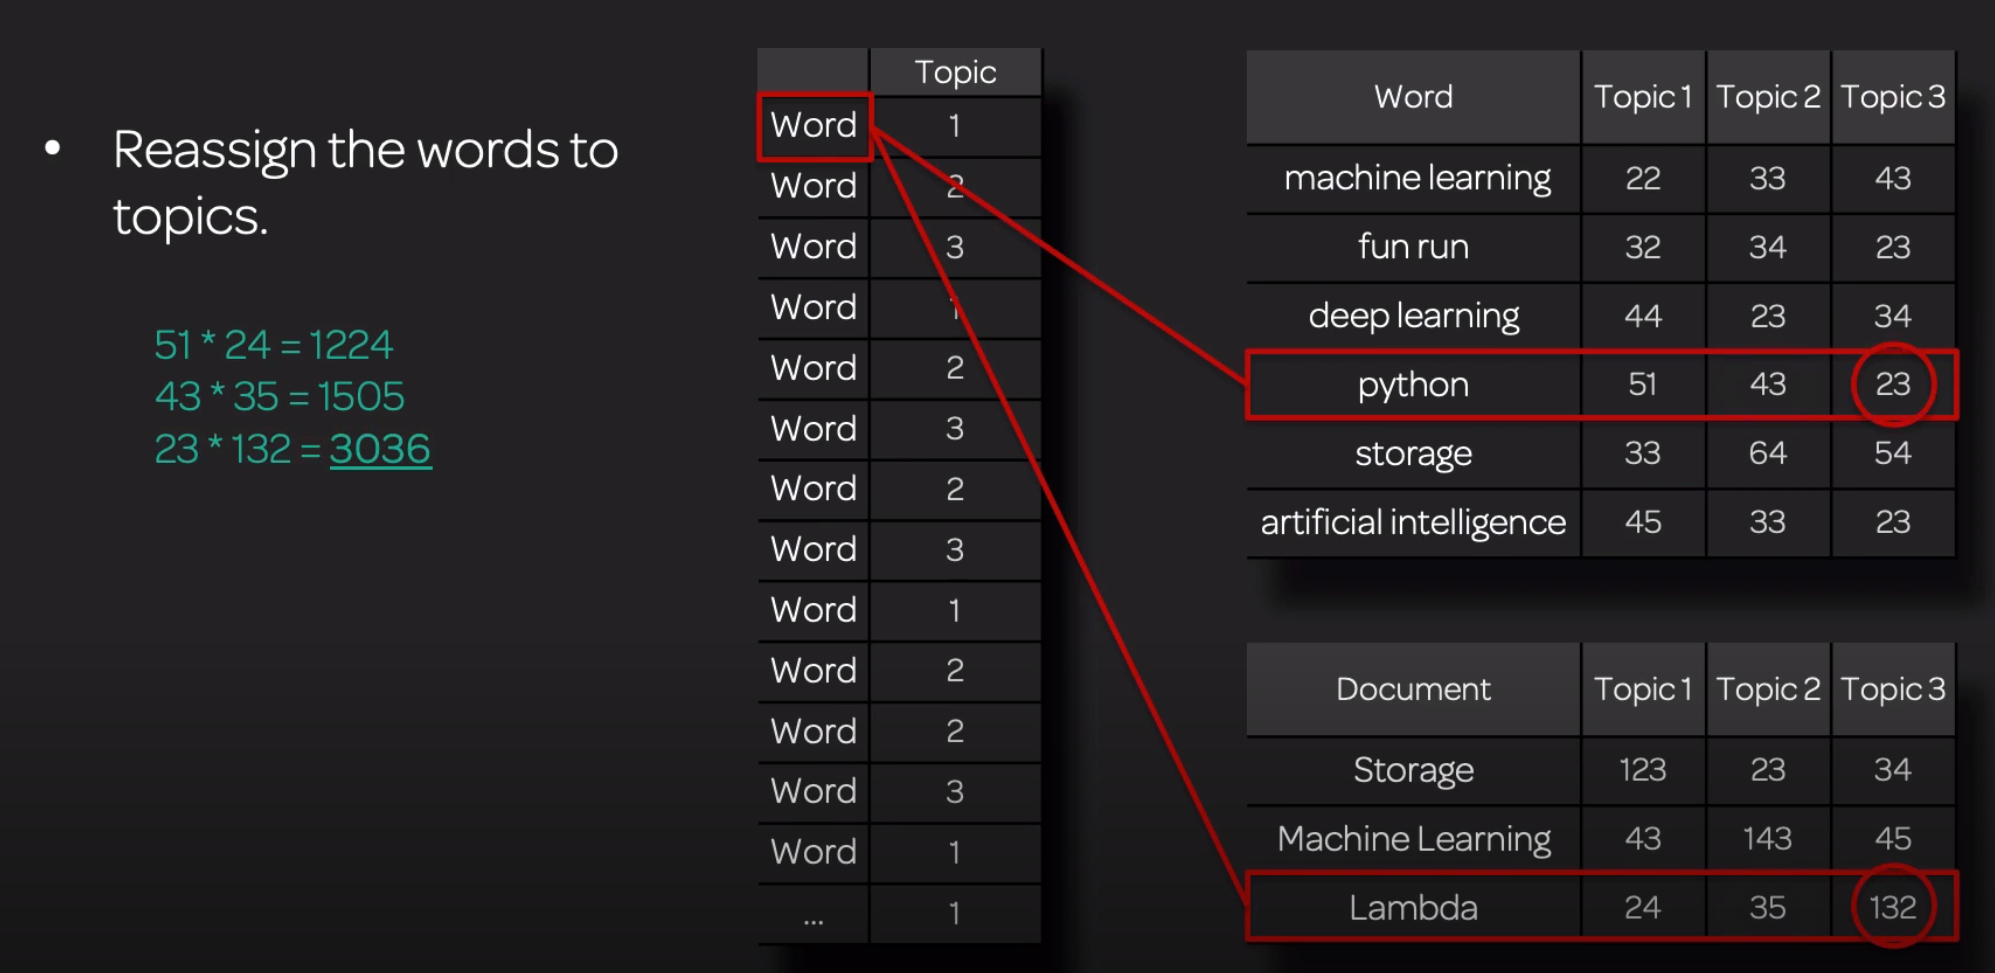 • Reassign the words to
topics.
51 * 24 = 1224
43 * 35 = 1505
23 * 132 = 3036
Topic
Word 1
Word 2
Word 3
Word 1
Word 2
Word 3
Word 2
Word 3
Word 1
Word 2
Word 2
Word 3
Word 1
... 1
Word Topic 1 Topic 2 Topic 3
machine learning 22 33 43
fun run 32 34 23
deep learning 44 23 34
python 51 43 23
storage 33 64 54
artificial intelligence 45 33 23
Document Topic 1 Topic 2 Topic 3
Storage 123 23 34
Machine Learning 43 143 45
Lambda 24 35 132